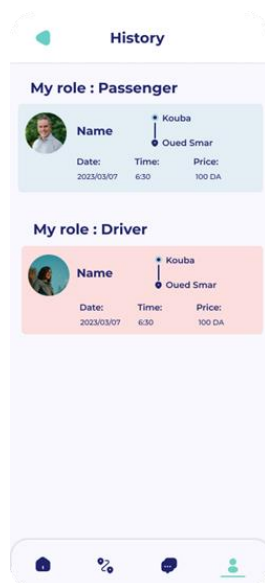 History
My role : Passenger
Name
Kouba
Oued Smar
Date: Time: Price:
2023/03/07 6:30 100 DA
My role : Driver
Name
Kouba
Oued Smar
Date: Time: Price:
2023/03/07 6:30 100 DA